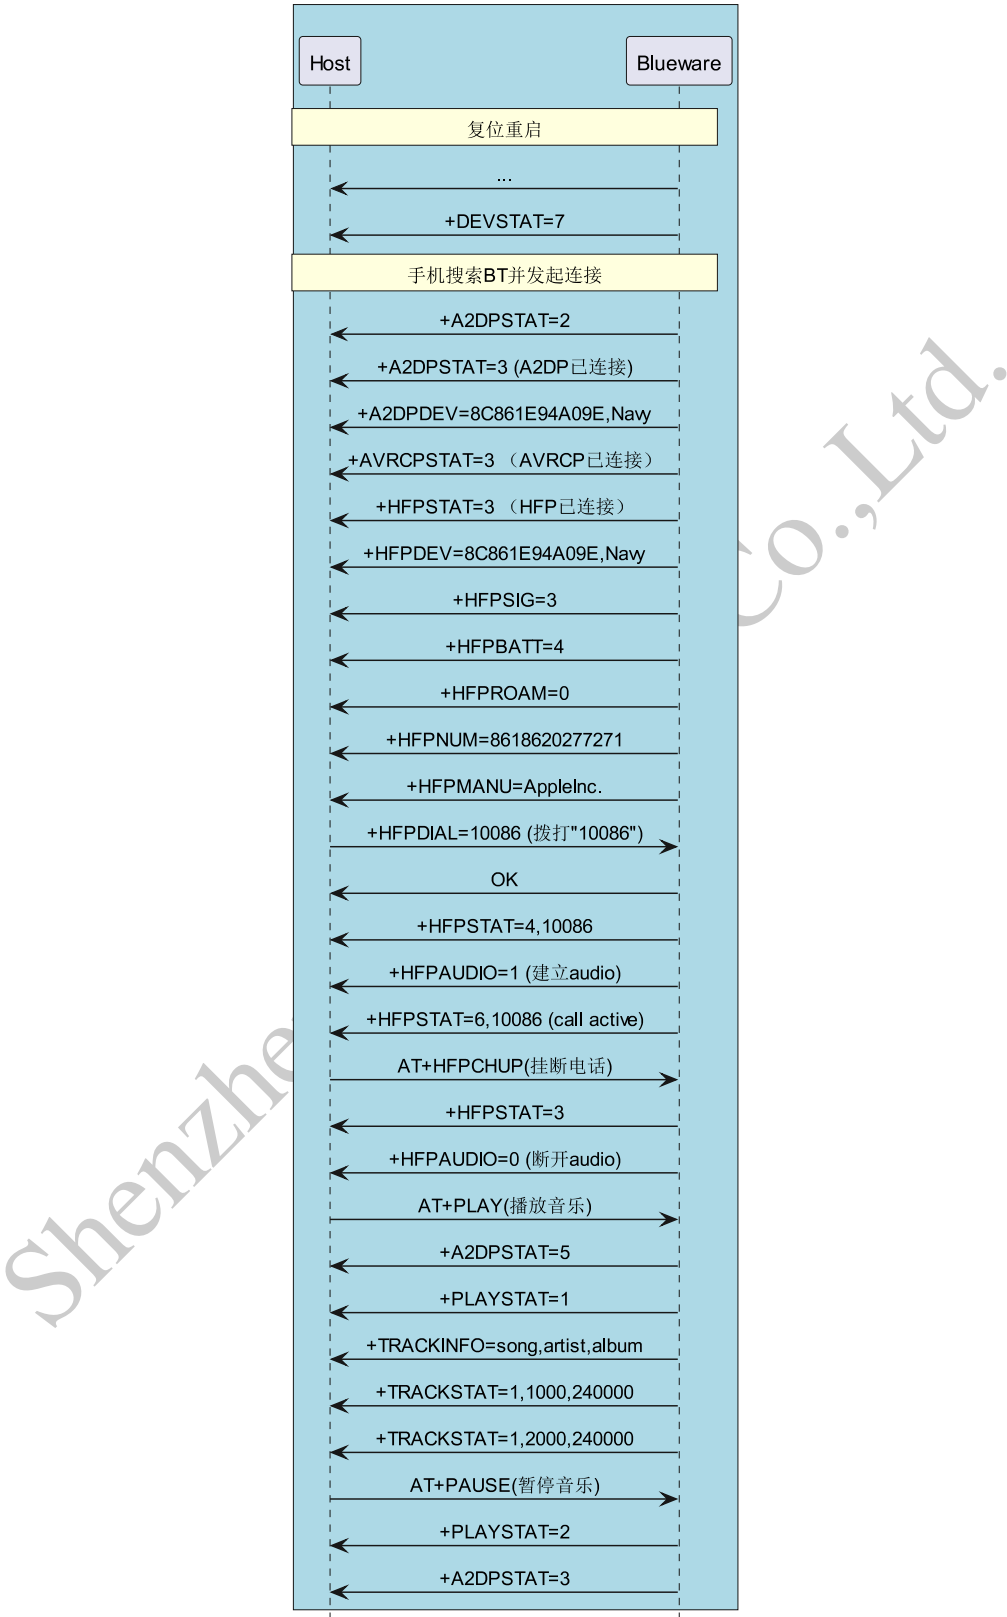 Host
Blueware
复位重启
...
+DEVSTAT=7
手机搜索BT并发起连接
+A2DPSTAT=2
+A2DPSTAT=3 (A2DP已连接)
+A2DPDEV=8C861E94A09E,Navy
+AVRCPSTAT=3 （AVRCP已连接）
+HFPSTAT=3 （HFP已连接）
+HFPDEV=8C861E94A09E,Navy
+HFPSIG=3
+HFPBATT=4
+HFPROAM=0
+HFPNUM=8618620277271
+HFPMANU=AppleInc.
+HFPDIAL=10086 (拨打"10086")
OK
+HFPSTAT=4,10086
+HFPAUDIO=1 (建立audio)
+HFPSTAT=6,10086 (call active)
AT+HFPCHUP(挂断电话)
+HFPSTAT=3
+HFPAUDIO=0 (断开audio)
AT+PLAY(播放音乐)
+A2DPSTAT=5
+PLAYSTAT=1
+TRACKINFO=song,artist,album
+TRACKSTAT=1,1000,240000
+TRACKSTAT=1,2000,240000
AT+PAUSE(暂停音乐)
+PLAYSTAT=2
+A2DPSTAT=3
Shenzhe
Co.,Ltd.